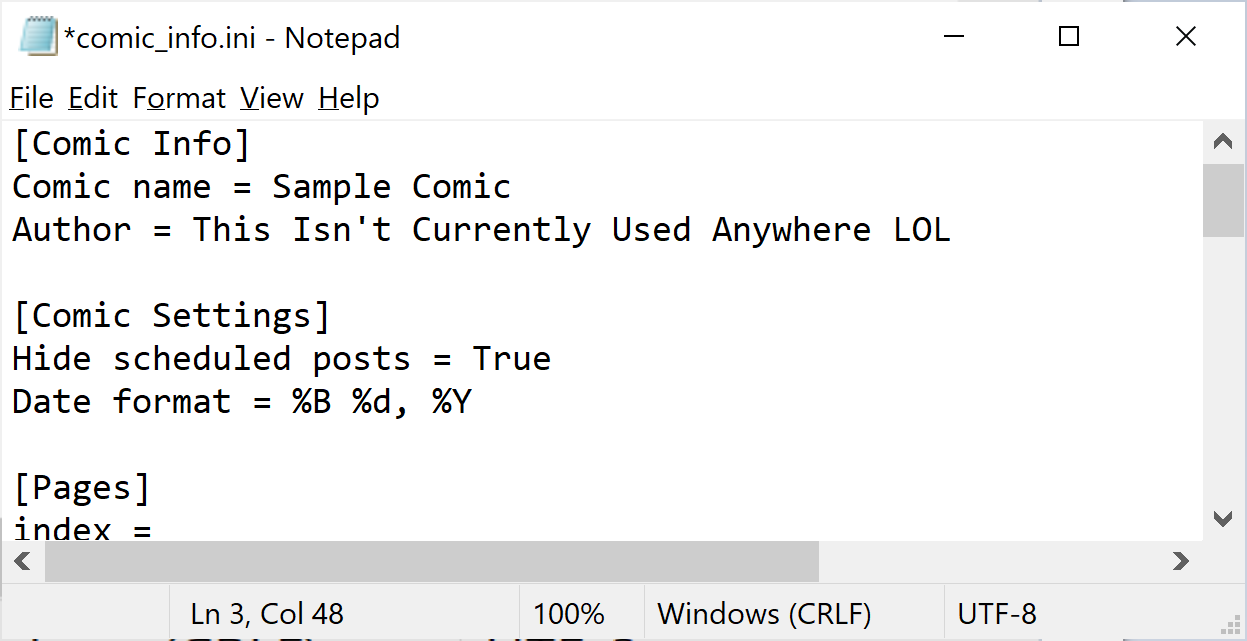 *comic_info.ini - Notepad
File Edit Format View Help
[Comic Info]
Comic name = Sample Comic
Author = This Isn't Currently Used Anywhere LOL
[Comic Settings]
Hide scheduled posts = True
Date format = %B %d, %Y
[Pages]
index =
Ln 3, Col 48 100% Windows (CRLF) UTF-8